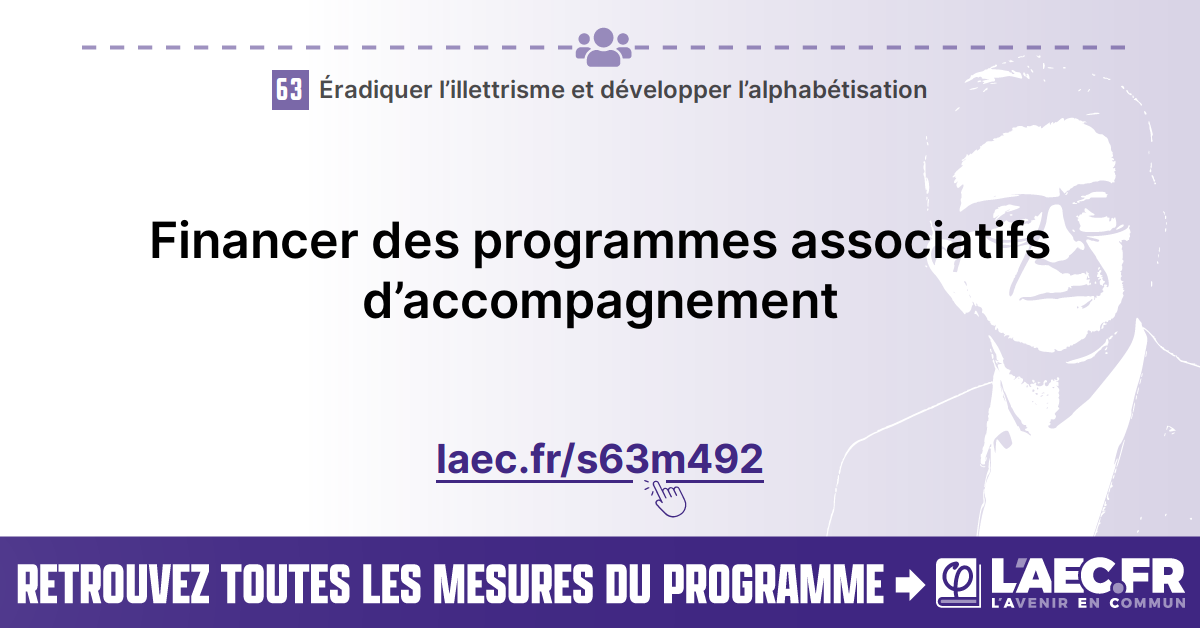 63 Éradiquer l’illettrisme et développer l’alphabétisation
Financer des programmes associatifs
d’accompagnement
laec.fr/s63m492
RETROUVEZ TOUTES LES MESURES DU PROGRAMME
L'AEC.FR
L'AVENIR EN COMMUN